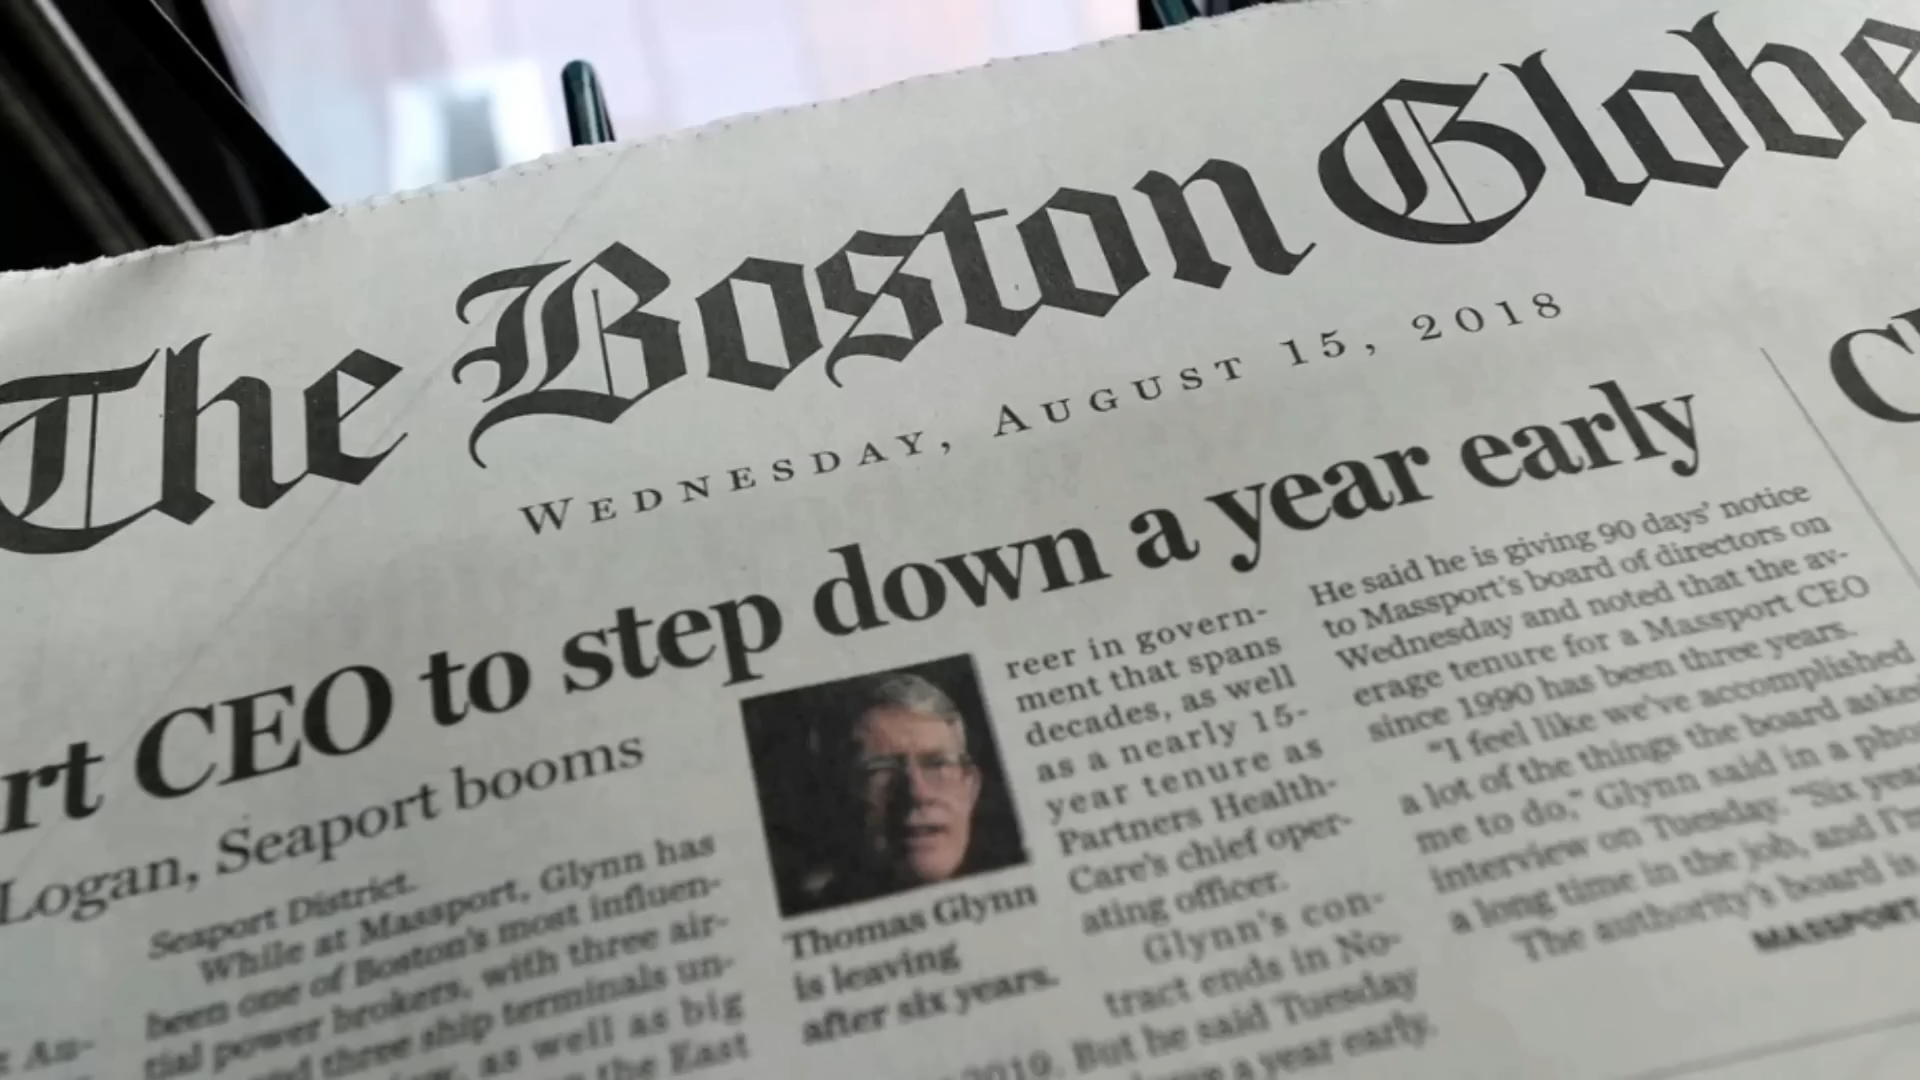 The Boston Globe
WEDNESDAY, AUGUST 15, 2018
rt CEO to step down a year early
Logan, Seaport booms
Seaport District.
While at Massport, Glynn has
been one of Boston's most influen-
tial power brokers, with three air-
three ship terminals un-
as well as big
the East
Thomas Glynn
is leaving
after six years.
reer in govern-
ment that spans
decades, as well
as a nearly 15-
year tenure as
Partners Health-
Care's chief oper-
ating officer.
Glynn's con-
tract ends in No-
2019. But he said Tuesday
a year early.
He said he is giving 90 days' notice
to Massport's board of directors on
Wednesday and noted that the av-
erage tenure for a Massport CEO
since 1990 has been three years.
"I feel like we've accomplished
a lot of the things the board asked
me to do," Glynn said in a pho
interview on Tuesday. "Six year
a long time in the job, and I'm
The authority's board is
MASSPORT